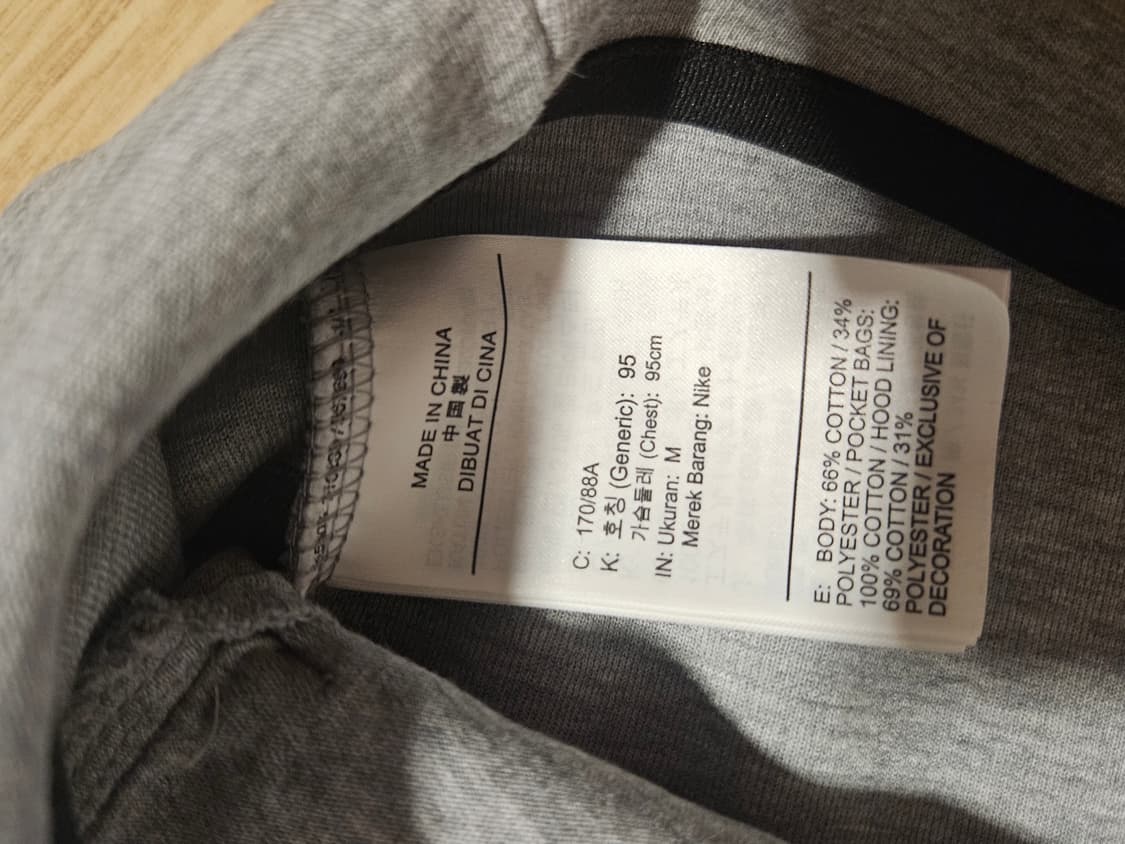 MADE IN CHINA
中国製
DIBUAT DI CINA
C: 170/88A
K: 호칭 (Generic): 95
가슴둘레 (Chest): 95cm
IN: Ukuran: M
Merek Barang: Nike
E: BODY: 66% COTTON / 34%
POLYESTER / POCKET BAGS:
100% COTTON / HOOD LINING:
69% COTTON / 31%
POLYESTER / EXCLUSIVE OF
DECORATION